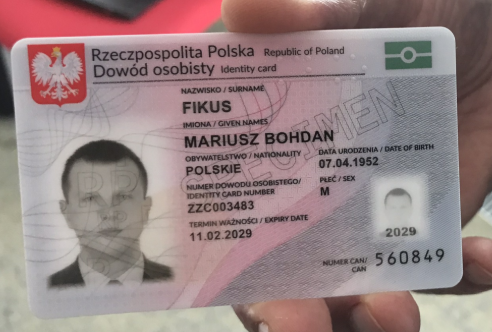 Rzeczpospolita Polska Republic of Poland
Dowód osobisty Identity card
NAZWISKO / SURNAME
FIKUS
IMIONA / GIVEN NAMES
MARIUSZ BOHDAN
OBYWATELSTWO / NATIONALITY DATA URODZENIA / DATE OF BIRTH
POLSKIE 07.04.1952
NUMER DOWODU OSOBISTEGO/ PŁEĆ / SEX
IDENTITY CARD NUMBER M
ZZC003483
TERMIN WAŻNOŚCI / EXPIRY DATE
11.02.2029
2029
NUMER CAN/
CAN 560849
SPECIMEN